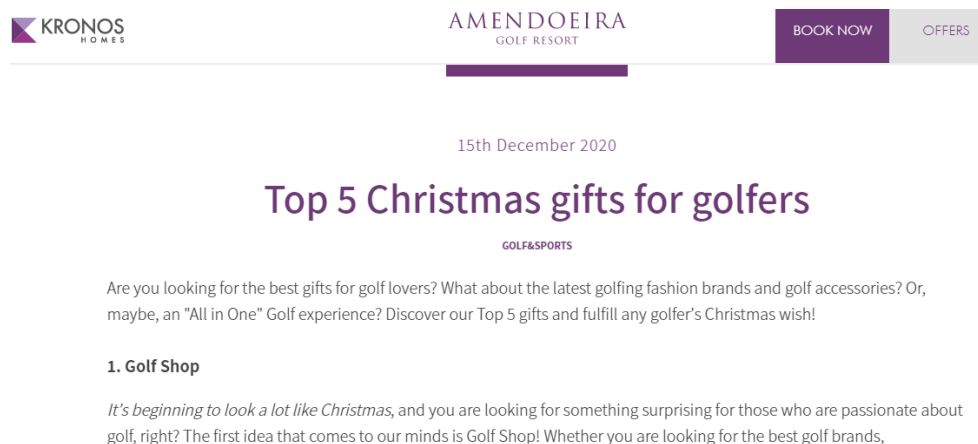 KRONOS
HOMES
AMENDOEIRA
GOLF RESORT
BOOK NOW
OFFERS
15th December 2020
Top 5 Christmas gifts for golfers
GOLF&SPORTS
Are you looking for the best gifts for golf lovers? What about the latest golfing fashion brands and golf accessories? Or,
maybe, an "All in One" Golf experience? Discover our Top 5 gifts and fulfill any golfer's Christmas wish!
1. Golf Shop
It's beginning to look a lot like Christmas, and you are looking for something surprising for those who are passionate about
golf, right? The first idea that comes to our minds is Golf Shop! Whether you are looking for the best golf brands,